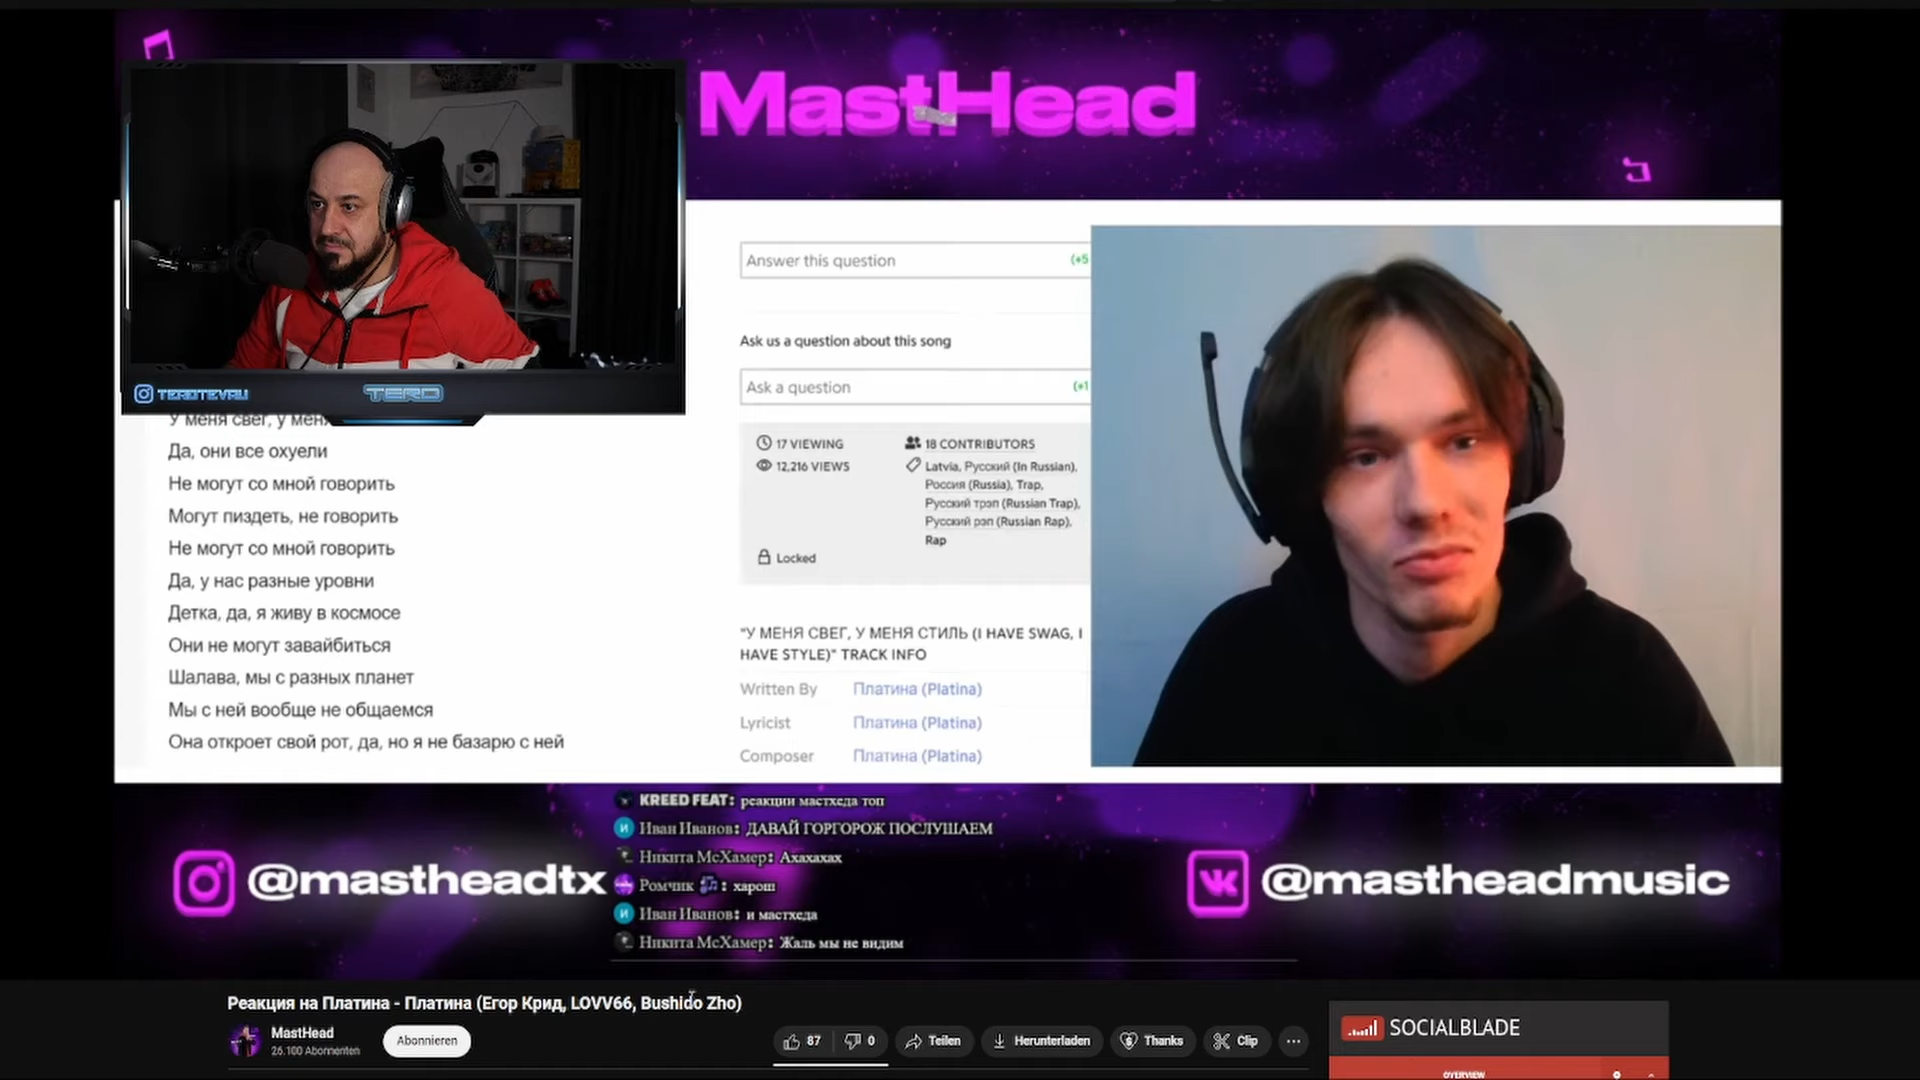 MastHead
TERDTEVRU
TERD
У меня свег, у меня
Да, они все охуели
Не могут со мной говорить
Могут пиздеть, не говорить
Не могут со мной говорить
Да, у нас разные уровни
Детка, да, я живу в космосе
Они не могут завайбиться
Шалава, мы с разных планет
Мы с ней вообще не общаемся
Она откроет свой рот, да, но я не базарю с ней
Answer this question (+5
Ask us a question about this song
Ask a question (+1
17 VIEWING
12,216 VIEWS
18 CONTRIBUTORS
Latvia, Русский (In Russian),
Россия (Russia), Trap,
Русский трэп (Russian Trap),
Русский рэп (Russian Rap),
Rap
Locked
"У МЕНЯ СВЕГ, У МЕНЯ СТИЛЬ (I HAVE SWAG, I
HAVE STYLE)" TRACK INFO
Written By Платина (Platina)
Lyricist Платина (Platina)
Composer Платина (Platina)
KREED FEAT: реакции мастхеда топ
Иван Иванов: ДАВАЙ ГОРГОРОЖ ПОСЛУШАЕМ
Никита МсХамер: Ахахахах
Ромчик : харош
Иван Иванов: и мастхеда
Никита МсХамер: Жаль мы не видим
@mastheadtx
@mastheadmusic
Реакция на Платина - Платина (Егор Крид, LOVV66, Bushido Zho)
MastHead
26.100 Abonnenten
Abonnieren
87
0
Teilen
Herunterladen
Thanks
Clip
SOCIALBLADE
OVERVIEW